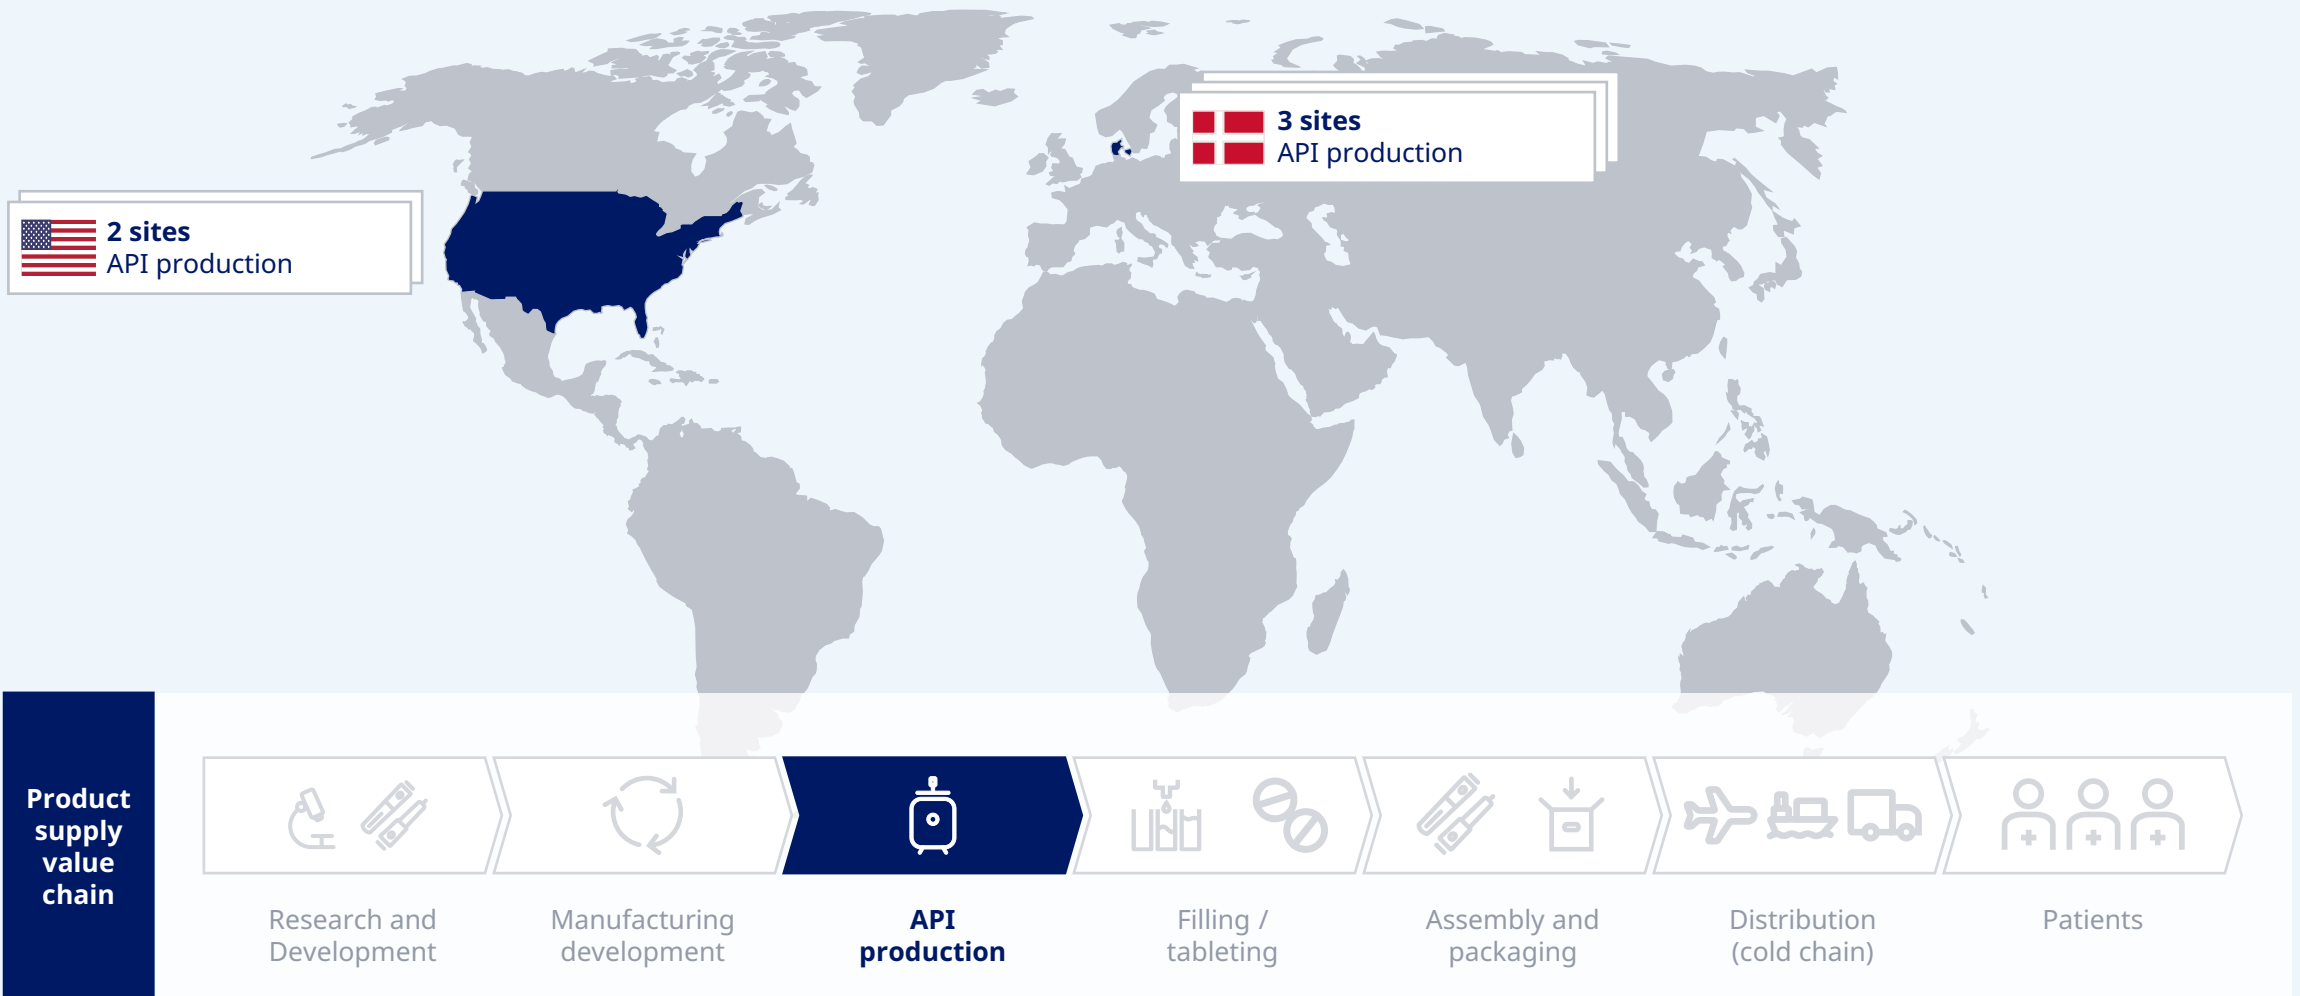 3 sites
API production
2 sites
API production
Product
supply
value
chain
Research and
Development
Manufacturing
development
API
production
Filling /
tableting
Assembly and
packaging
Distribution
(cold chain)
Patients